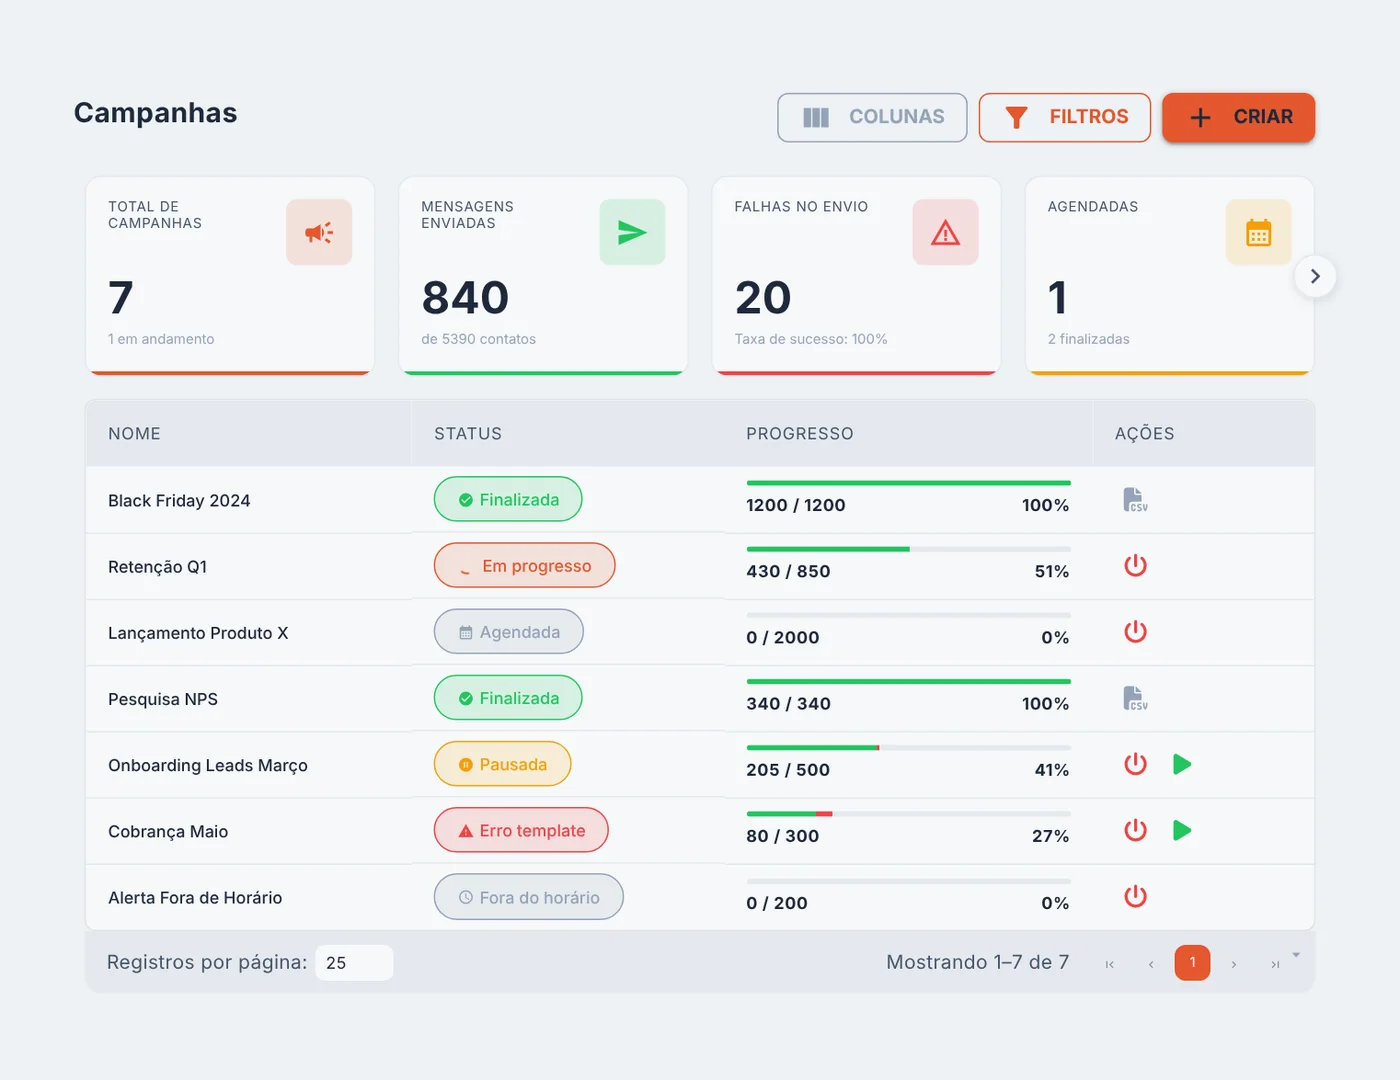 Campanhas
COLUNAS
FILTROS
CRIAR
TOTAL DE
CAMPANHAS
7
1 em andamento
MENSAGENS
ENVIADAS
840
de 5390 contatos
FALHAS NO ENVIO
20
Taxa de sucesso: 100%
AGENDADAS
1
2 finalizadas
NOME STATUS PROGRESSO AÇÕES
Black Friday 2024 Finalizada 1200 / 1200 100% CSV
Retenção Q1 Em progresso 430 / 850 51%
Lançamento Produto X Agendada 0 / 2000 0%
Pesquisa NPS Finalizada 340 / 340 100% CSV
Onboarding Leads Março Pausada 205 / 500 41%
Cobrança Maio Erro template 80 / 300 27%
Alerta Fora de Horário Fora do horário 0 / 200 0%
Registros por página: 25 Mostrando 1–7 de 7 1